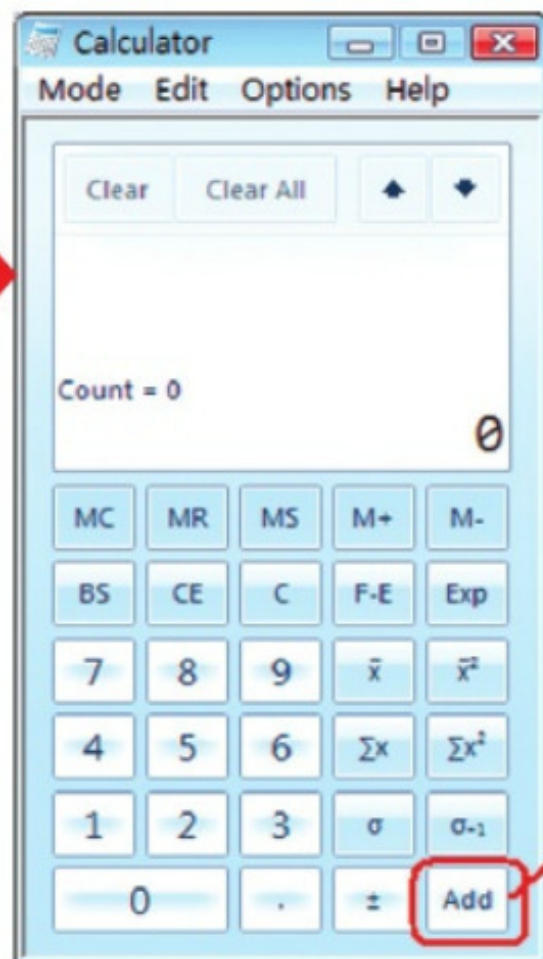 Calculator
Mode Edit Options Help
Clear Clear All
Count = 0
0
MC MR MS M+ M-
BS CE C F-E Exp
7 8 9 x̄ x̄²
4 5 6 Σx Σx²
1 2 3 σ σ-1
0 . ± Add